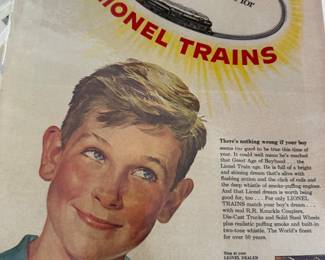 for
LIONEL TRAINS
There's nothing wrong if your boy
seems too good to be true this time of
year. It could well mean he's reached
that Great Age of Boyhood . . . the
Lionel Train age. He is full of a bright
and shining dream that's alive with
flashing action and the click of rails and
the deep whistle of smoke-puffing engines.
And that Lionel dream is worth being
good for, too . . . For only LIONEL
TRAINS match your boy's dream . . .
with real R.R. Knuckle Couplers,
Die-Cast Trucks and Solid Steel Wheels
plus realistic puffing smoke and built-in
two-tone whistle. The World's finest
for over 50 years.
LIONEL DEALER